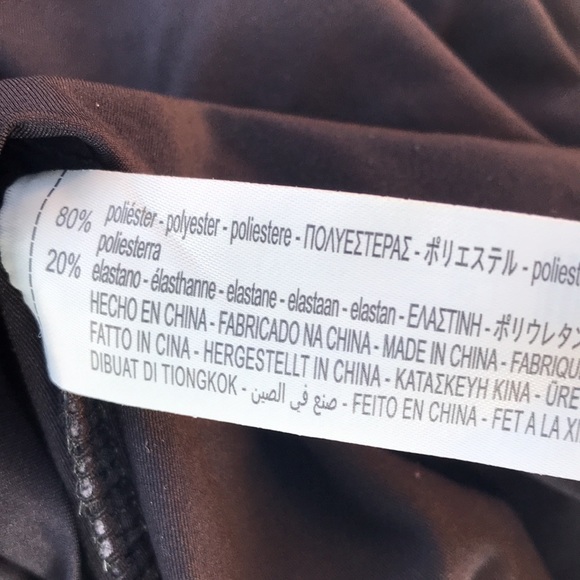 80% poliéster - polyester - poliestere - ΠΟΛΥΕΣΤΕΡΑΣ - ポリエステル - poliest
poliesterra
20% elastano - élasthanne - elastane - elastaan - elastan - ΕΛΑΣΤΙΝΗ - ポリウレタン
HECHO EN CHINA - FABRICADO NA CHINA - MADE IN CHINA - FABRIQUE
FATTO IN CINA - HERGESTELLT IN CHINA - ΚΑΤΑΣΚΕΥΗ ΚΙΝΑ - ÜRE
DIBUAT DI TIONGKOK - صنع في الصين - FEITO EN CHINA - FET A LA XI